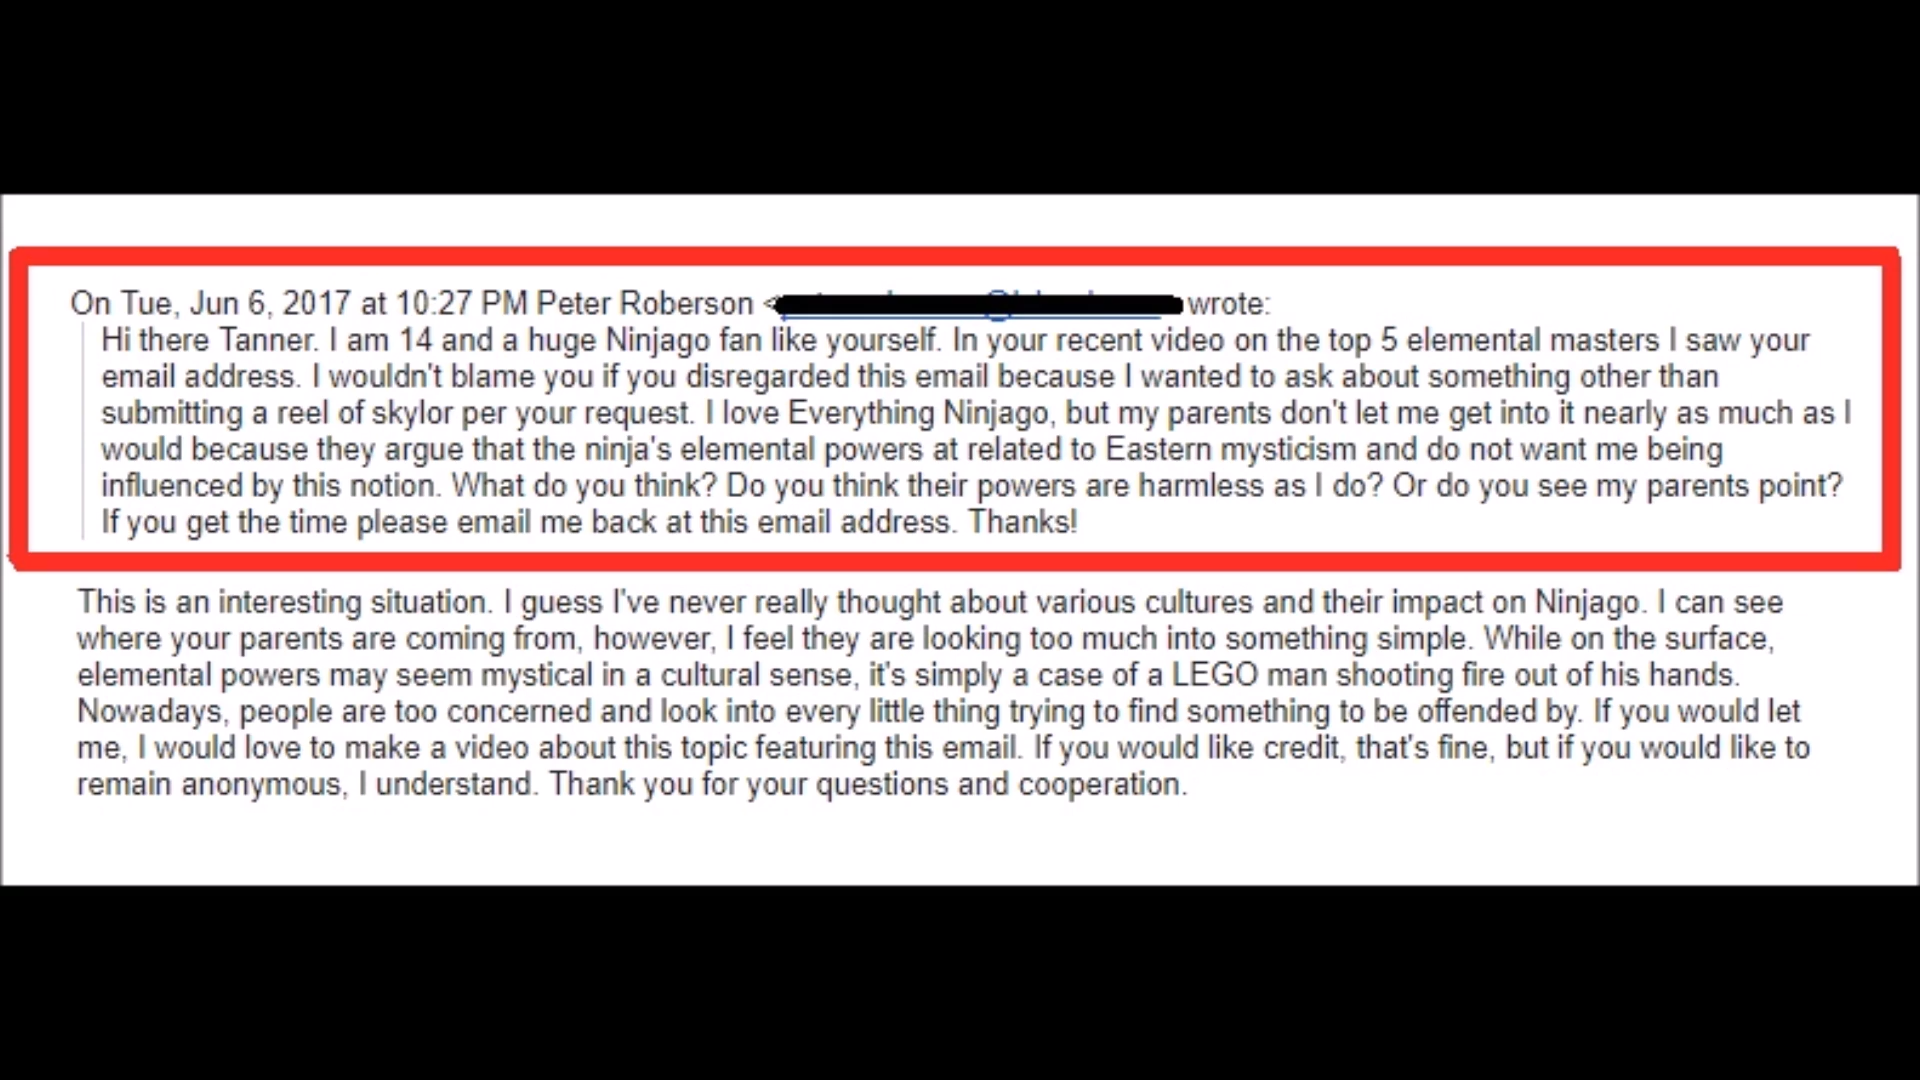 On Tue, Jun 6, 2017 at 10:27 PM Peter Roberson < wrote:
Hi there Tanner. I am 14 and a huge Ninjago fan like yourself. In your recent video on the top 5 elemental masters I saw your
email address. I wouldn't blame you if you disregarded this email because I wanted to ask about something other than
submitting a reel of skylor per your request. I love Everything Ninjago, but my parents don't let me get into it nearly as much as I
would because they argue that the ninja's elemental powers at related to Eastern mysticism and do not want me being
influenced by this notion. What do you think? Do you think their powers are harmless as I do? Or do you see my parents point?
If you get the time please email me back at this email address. Thanks!
This is an interesting situation. I guess I've never really thought about various cultures and their impact on Ninjago. I can see
where your parents are coming from, however, I feel they are looking too much into something simple. While on the surface,
elemental powers may seem mystical in a cultural sense, it's simply a case of a LEGO man shooting fire out of his hands.
Nowadays, people are too concerned and look into every little thing trying to find something to be offended by. If you would let
me, I would love to make a video about this topic featuring this email. If you would like credit, that's fine, but if you would like to
remain anonymous, I understand. Thank you for your questions and cooperation.